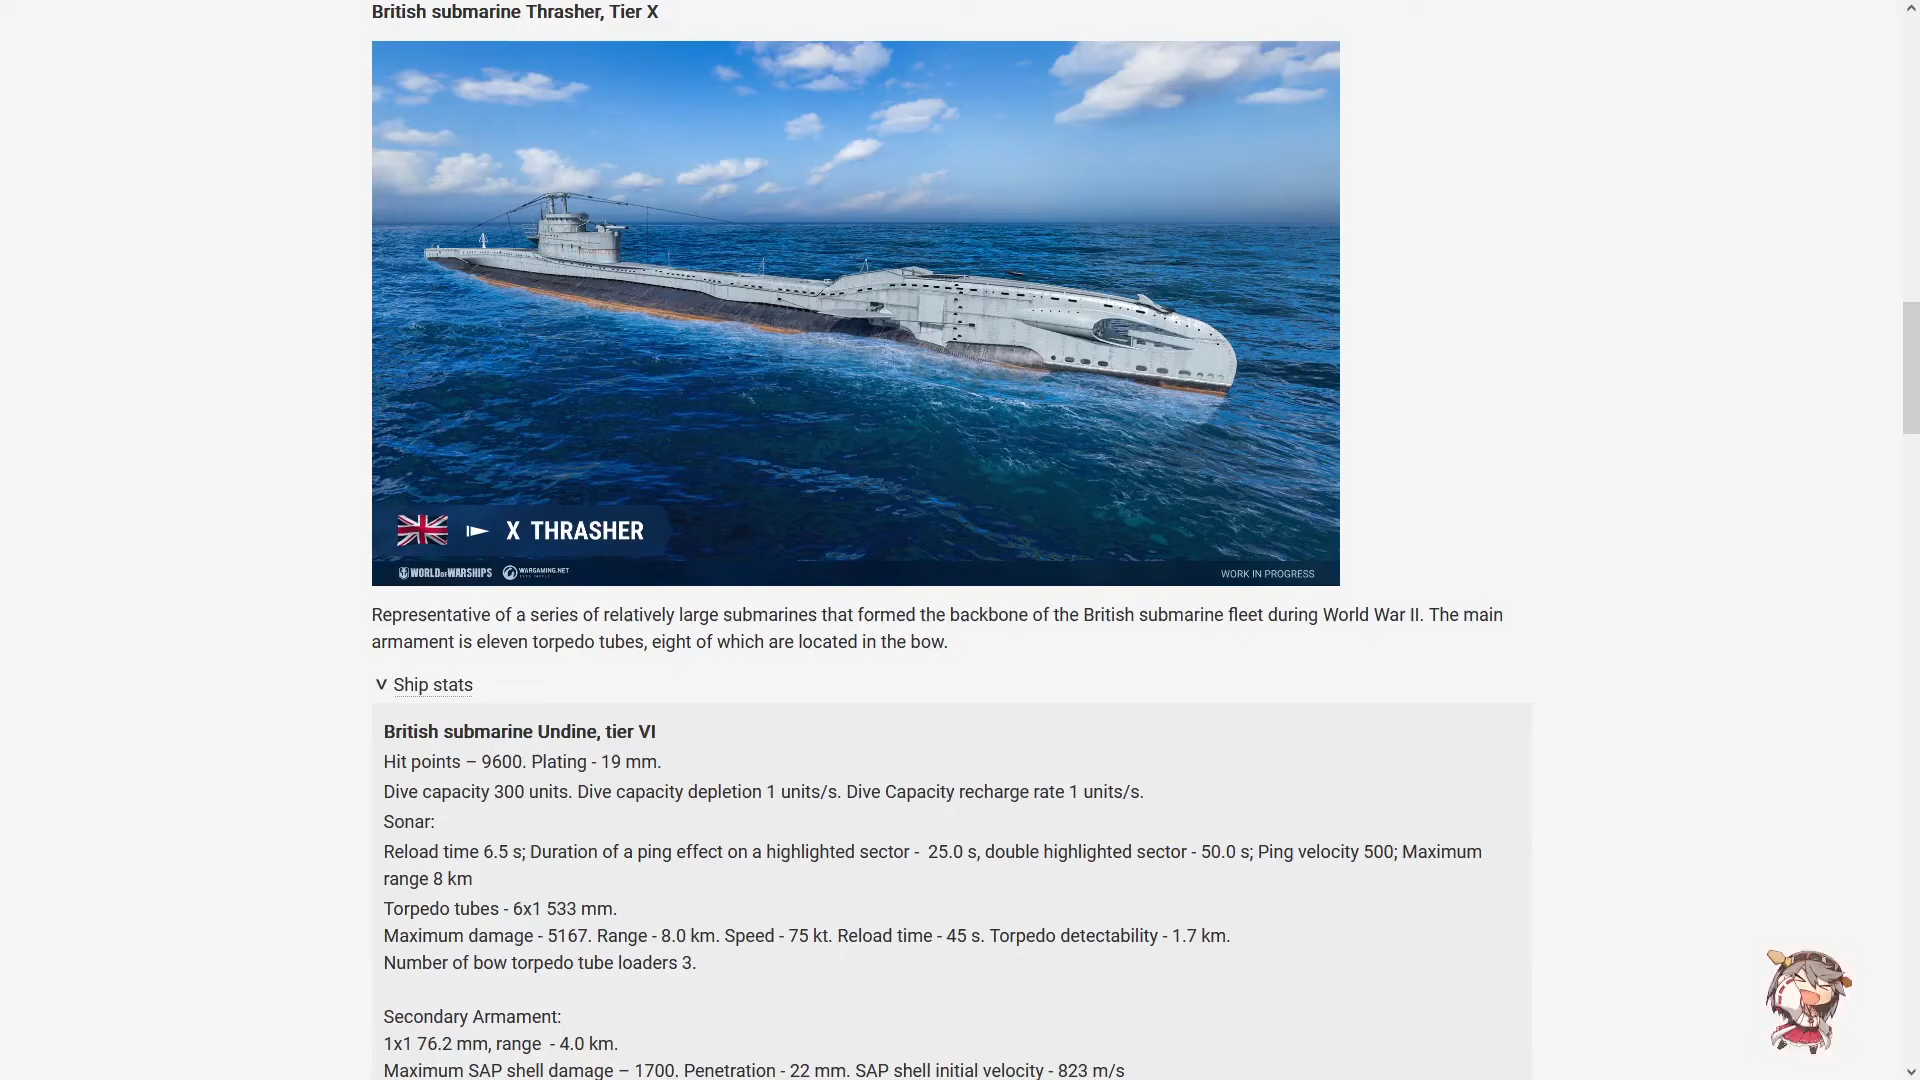 British submarine Thrasher, Tier X
X THRASHER
WORLD OF WARSHIPS WARGAMING.NET
WORK IN PROGRESS
Representative of a series of relatively large submarines that formed the backbone of the British submarine fleet during World War II. The main
armament is eleven torpedo tubes, eight of which are located in the bow.
Ship stats
British submarine Undine, tier VI
Hit points – 9600. Plating - 19 mm.
Dive capacity 300 units. Dive capacity depletion 1 units/s. Dive Capacity recharge rate 1 units/s.
Sonar:
Reload time 6.5 s; Duration of a ping effect on a highlighted sector - 25.0 s, double highlighted sector - 50.0 s; Ping velocity 500; Maximum
range 8 km
Torpedo tubes - 6x1 533 mm.
Maximum damage - 5167. Range - 8.0 km. Speed - 75 kt. Reload time - 45 s. Torpedo detectability - 1.7 km.
Number of bow torpedo tube loaders 3.
Secondary Armament:
1x1 76.2 mm, range - 4.0 km.
Maximum SAP shell damage – 1700. Penetration - 22 mm. SAP shell initial velocity - 823 m/s